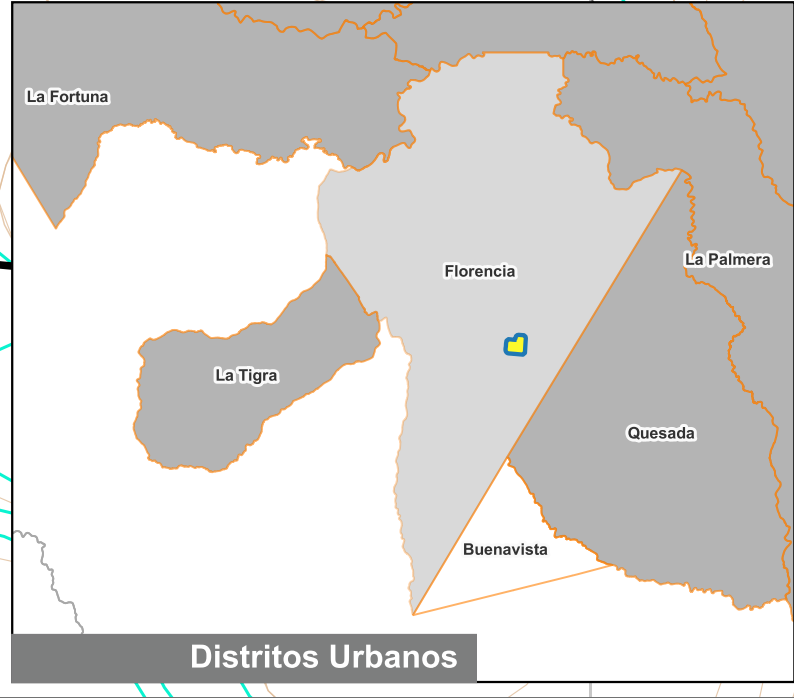 La Fortuna
La Palmera
Florencia
La Tigra
Quesada
Buenavista
Distritos Urbanos